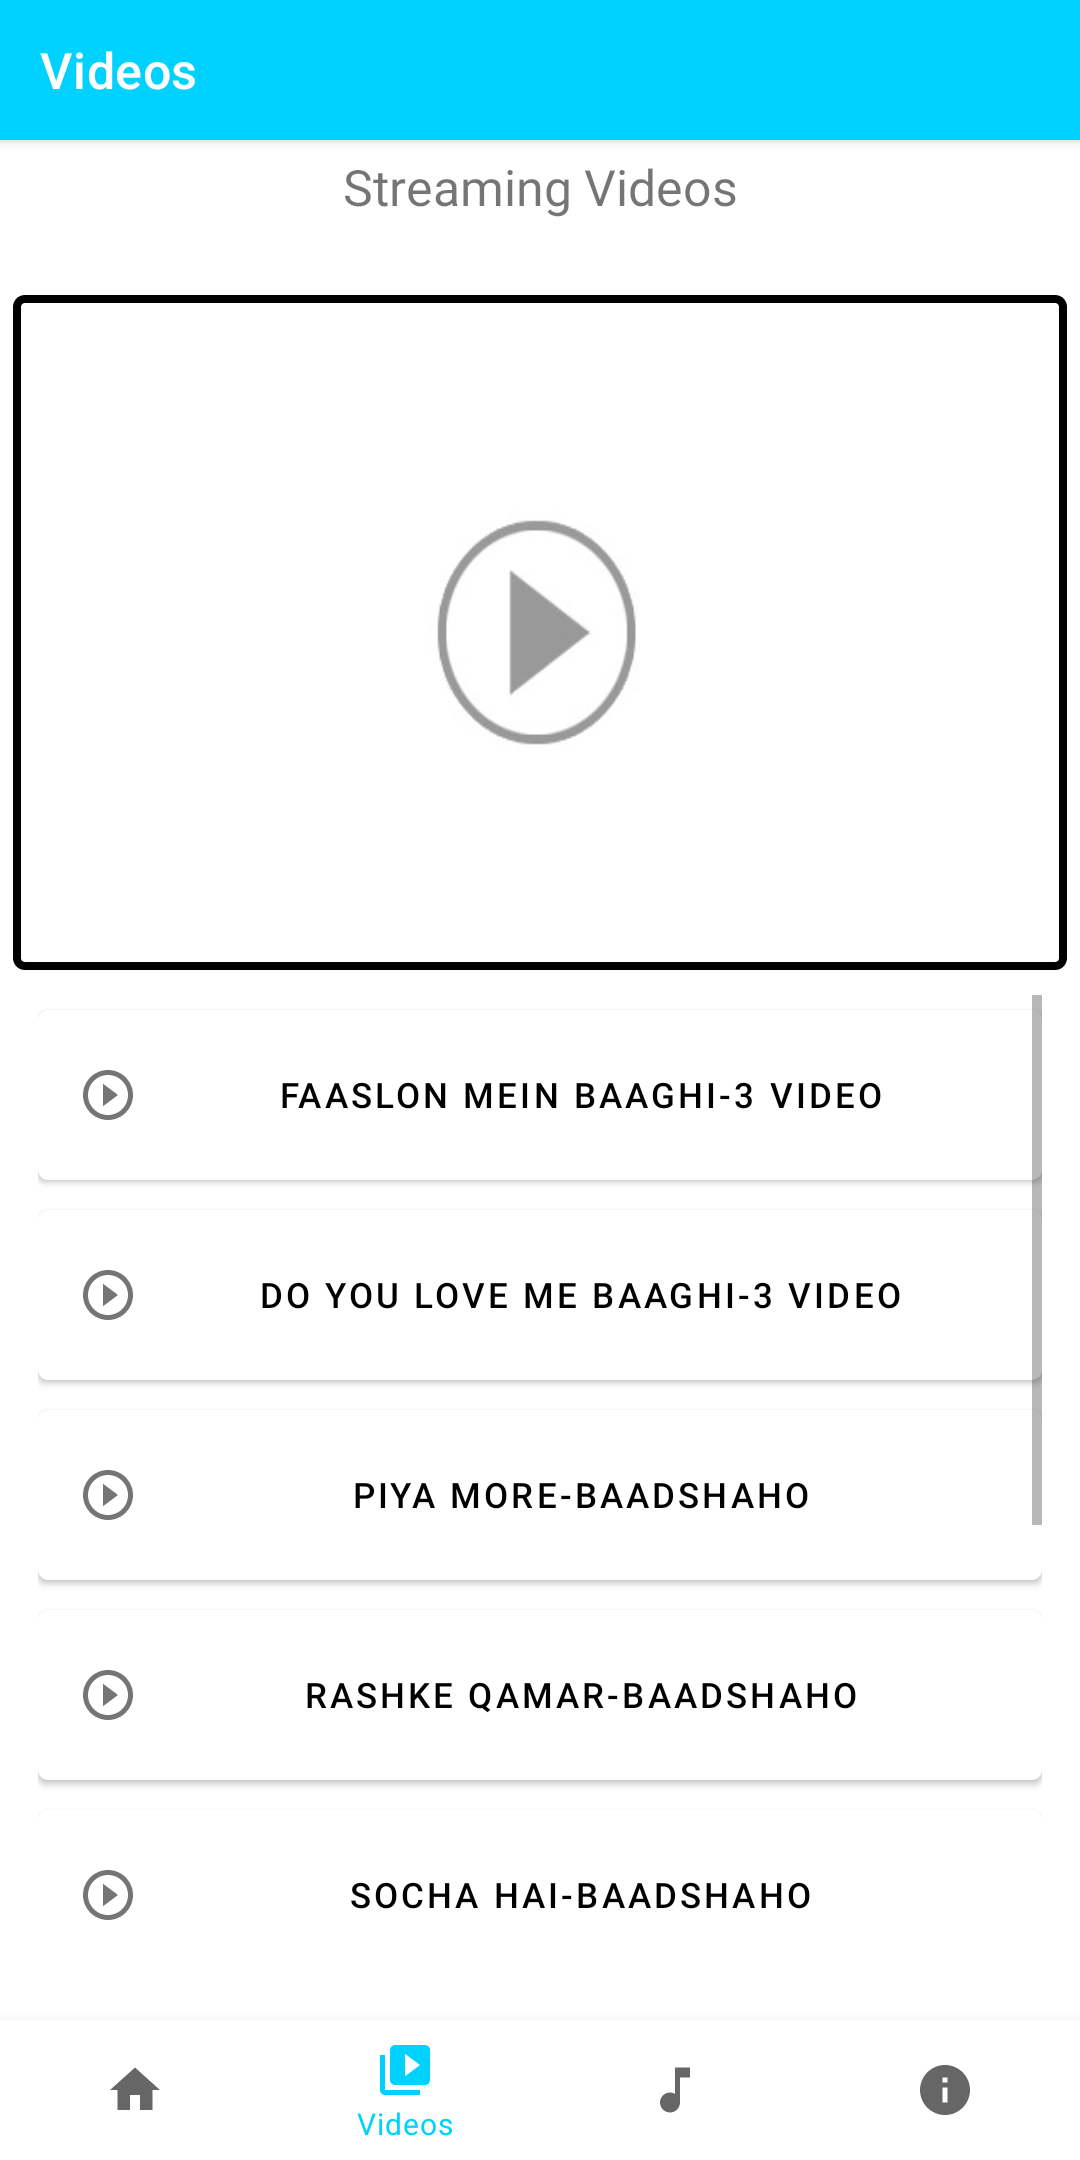 Videos
Streaming Videos
FAASLON MEIN BAAGHI-3 VIDEO
DO YOU LOVE ME BAAGHI-3 VIDEO
PIYA MORE-BAADSHAHO
RASHKE QAMAR-BAADSHAHO
SOCHA HAI-BAADSHAHO
Videos